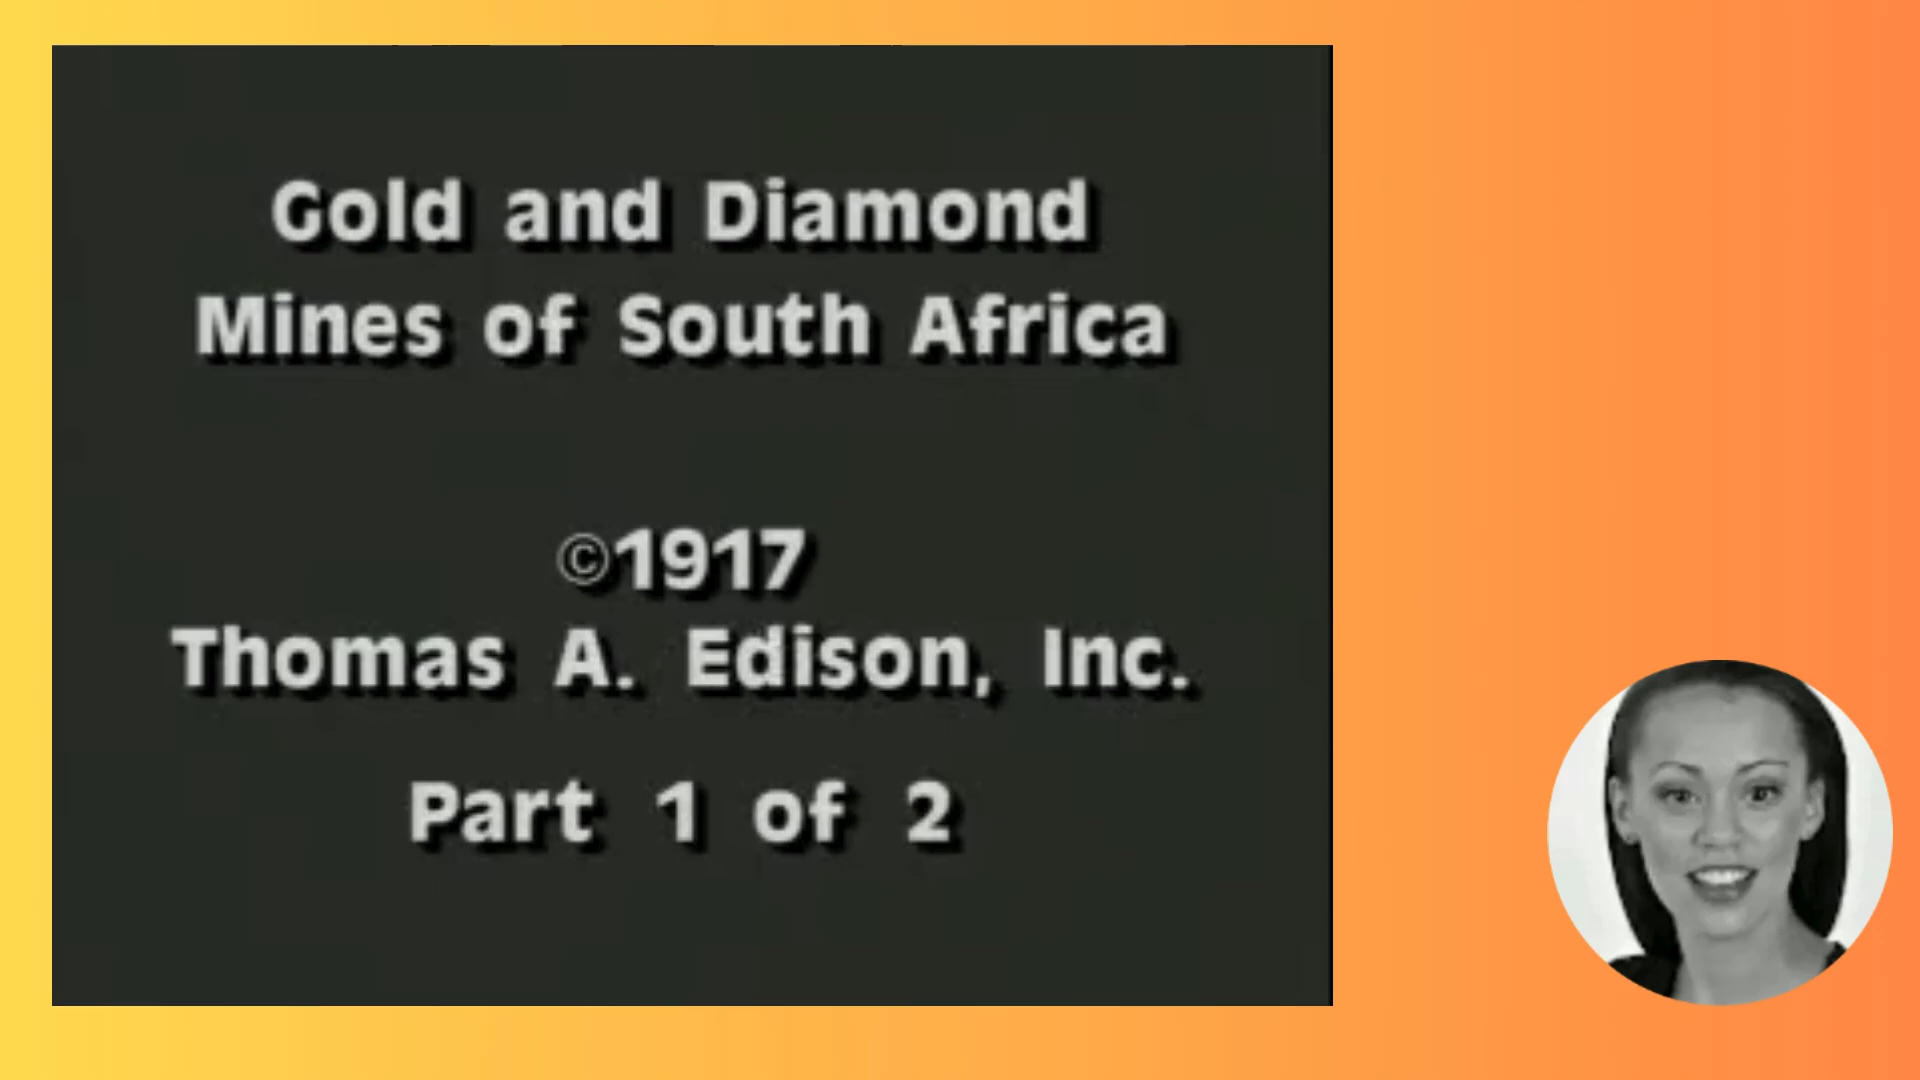 Gold and Diamond
Mines of South Africa
©1917
Thomas A. Edison, Inc.
Part 1 of 2